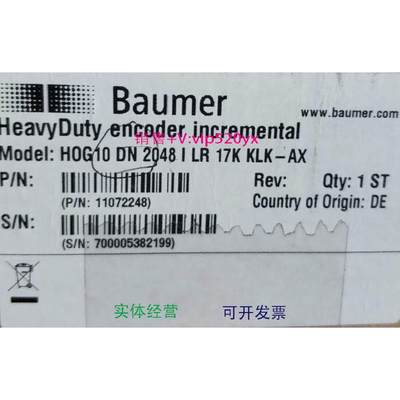 Baumer
www.baumer.com
HeavyDuty encoder incremental
销售+V:vip520yx
Model: HOG10 DN 2048 I LR 17K KLK-AX
P/N:
Rev:
Qty: 1 ST
(P/N: 11072248)
Country of Origin: DE
S/N:
(S/N: 700005382199)
实体经营 可开发票